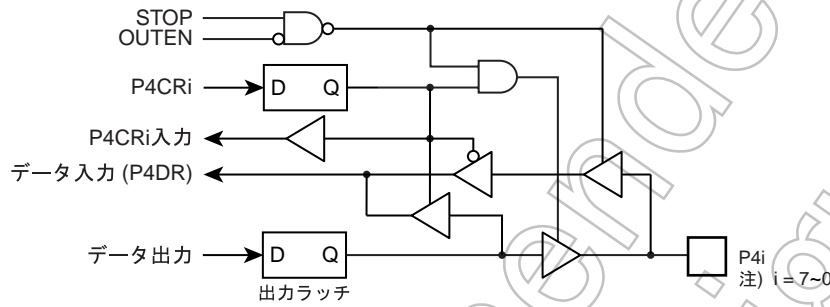 STOP
OUTEN
P4CRi
D Q
P4CRi入力
データ入力 (P4DR)
データ出力
D Q
出力ラッチ
P4i
注) i = 7~0